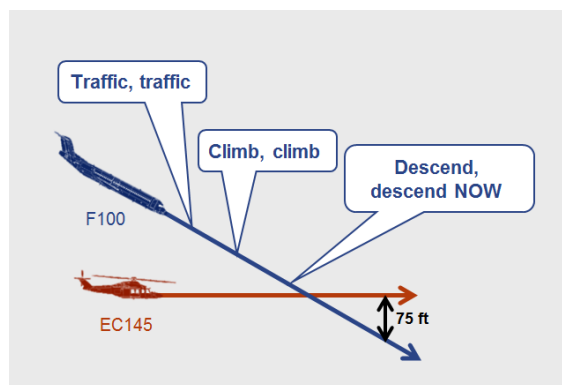 Traffic, traffic
Climb, climb
Descend,
descend NOW
F100
EC145
75 ft